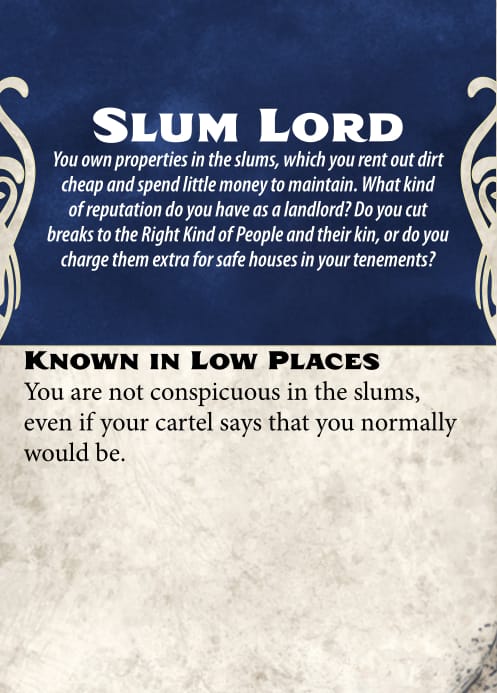 Slum Lord
You own properties in the slums, which you rent out dirt
cheap and spend little money to maintain. What kind
of reputation do you have as a landlord? Do you cut
breaks to the Right Kind of People and their kin, or do you
charge them extra for safe houses in your tenements?
Known in Low Places
You are not conspicuous in the slums,
even if your cartel says that you normally
would be.